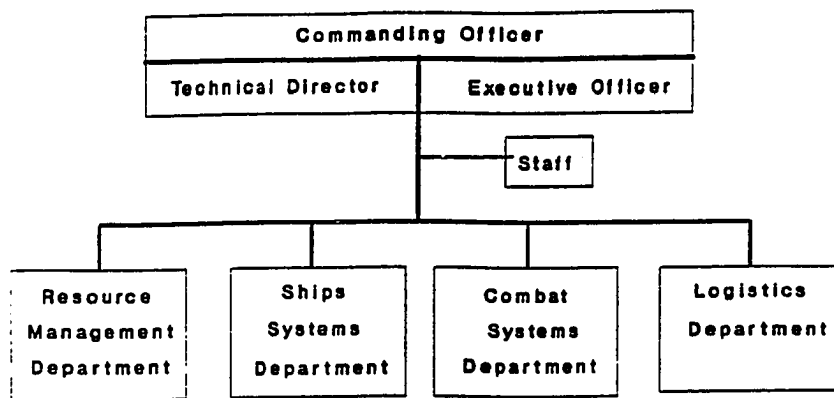 Commanding Officer
Technical Director
Executive Officer
Staff
Resource
Management
Department
Ships
Systems
Department
Combat
Systems
Department
Logistics
Department